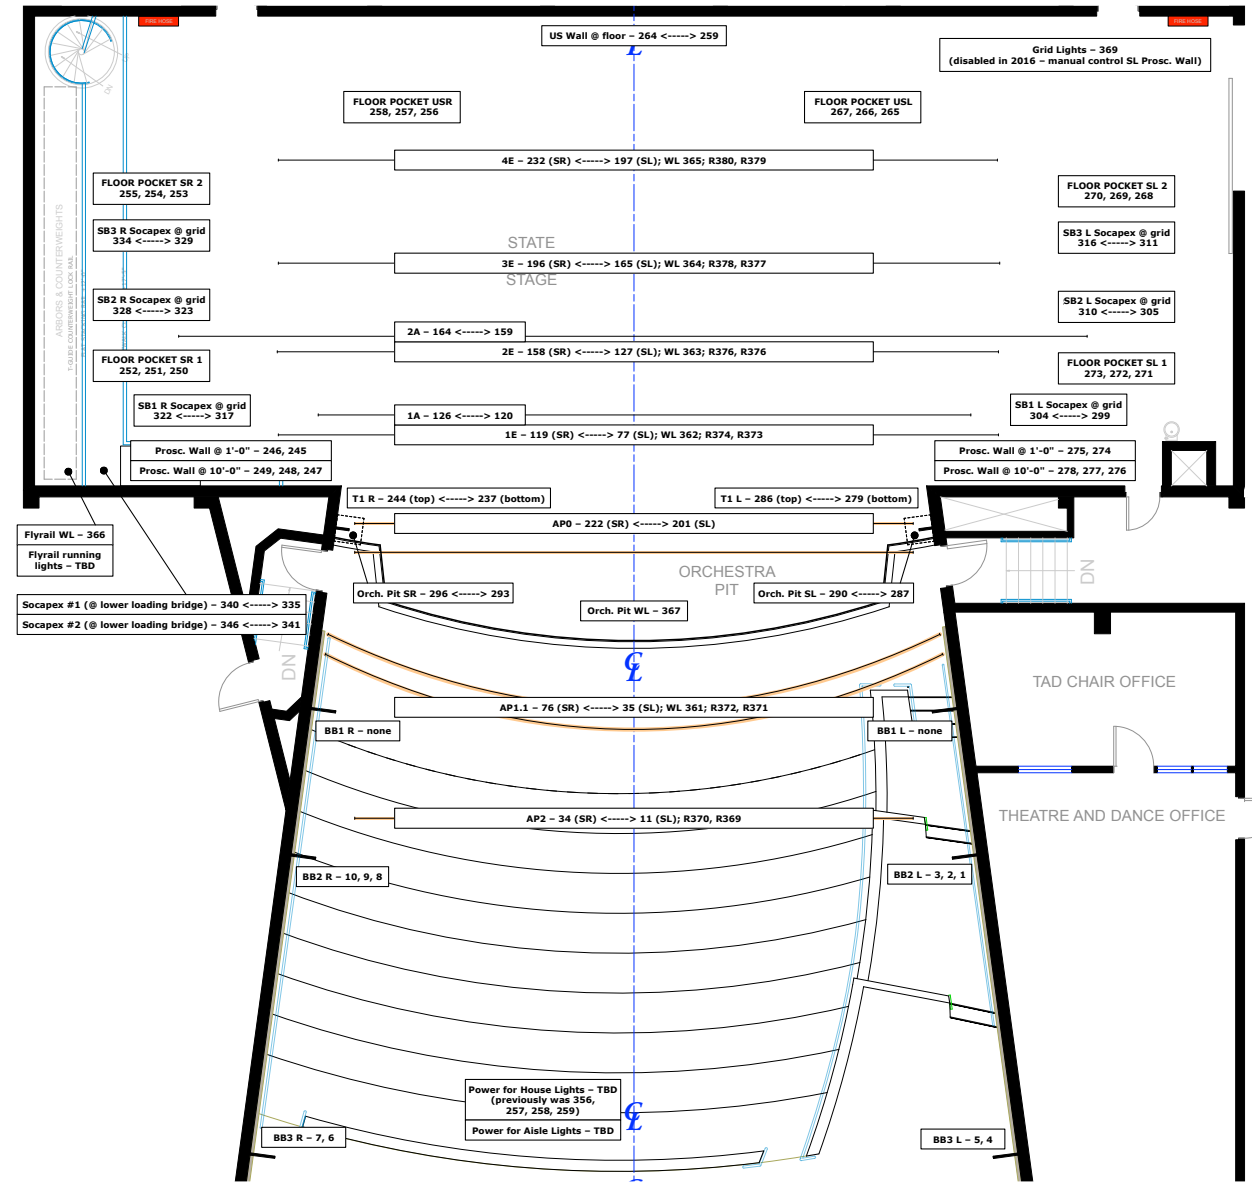 FIRE HOSE
FIRE HOSE
US Wall @ floor – 264 <-----> 259
Grid Lights – 369
(disabled in 2016 – manual control SL Prosc. Wall)
DN
FLOOR POCKET USR
258, 257, 256
FLOOR POCKET USL
267, 266, 265
4E – 232 (SR) <-----> 197 (SL); WL 365; R380, R379
FLOOR POCKET SR 2
255, 254, 253
FLOOR POCKET SL 2
270, 269, 268
SB3 R Socapex @ grid
334 <-----> 329
SB3 L Socapex @ grid
316 <-----> 311
ARBORS & COUNTERWEIGHTS
T-GUIDE COUNTERWEIGHT LOCK RAIL
STATE
STAGE
3E – 196 (SR) <-----> 165 (SL); WL 364; R378, R377
SB2 R Socapex @ grid
328 <-----> 323
SB2 L Socapex @ grid
310 <-----> 305
2A – 164 <-----> 159
2E – 158 (SR) <-----> 127 (SL); WL 363; R376, R376
FLOOR POCKET SR 1
252, 251, 250
FLOOR POCKET SL 1
273, 272, 271
SB1 R Socapex @ grid
322 <-----> 317
SB1 L Socapex @ grid
304 <-----> 299
1A – 126 <-----> 120
1E – 119 (SR) <-----> 77 (SL); WL 362; R374, R373
Prosc. Wall @ 1'-0" – 246, 245
Prosc. Wall @ 10'-0" – 249, 248, 247
Prosc. Wall @ 1'-0" – 275, 274
Prosc. Wall @ 10'-0" – 278, 277, 276
T1 R – 244 (top) <-----> 237 (bottom)
T1 L – 286 (top) <-----> 279 (bottom)
AP0 – 222 (SR) <-----> 201 (SL)
Flyrail WL – 366
Flyrail running
lights – TBD
ORCHESTRA
PIT
DN
Orch. Pit SR – 296 <-----> 293
Orch. Pit SL – 290 <-----> 287
Orch. Pit WL – 367
Socapex #1 (@ lower loading bridge) – 340 <-----> 335
Socapex #2 (@ lower loading bridge) – 346 <-----> 341
DN
TAD CHAIR OFFICE
AP1.1 – 76 (SR) <-----> 35 (SL); WL 361; R372, R371
BB1 R – none
BB1 L – none
AP2 – 34 (SR) <-----> 11 (SL); R370, R369
THEATRE AND DANCE OFFICE
BB2 R – 10, 9, 8
BB2 L – 3, 2, 1
Power for House Lights – TBD
(previously was 356,
257, 258, 259)
Power for Aisle Lights – TBD
BB3 R – 7, 6
BB3 L – 5, 4